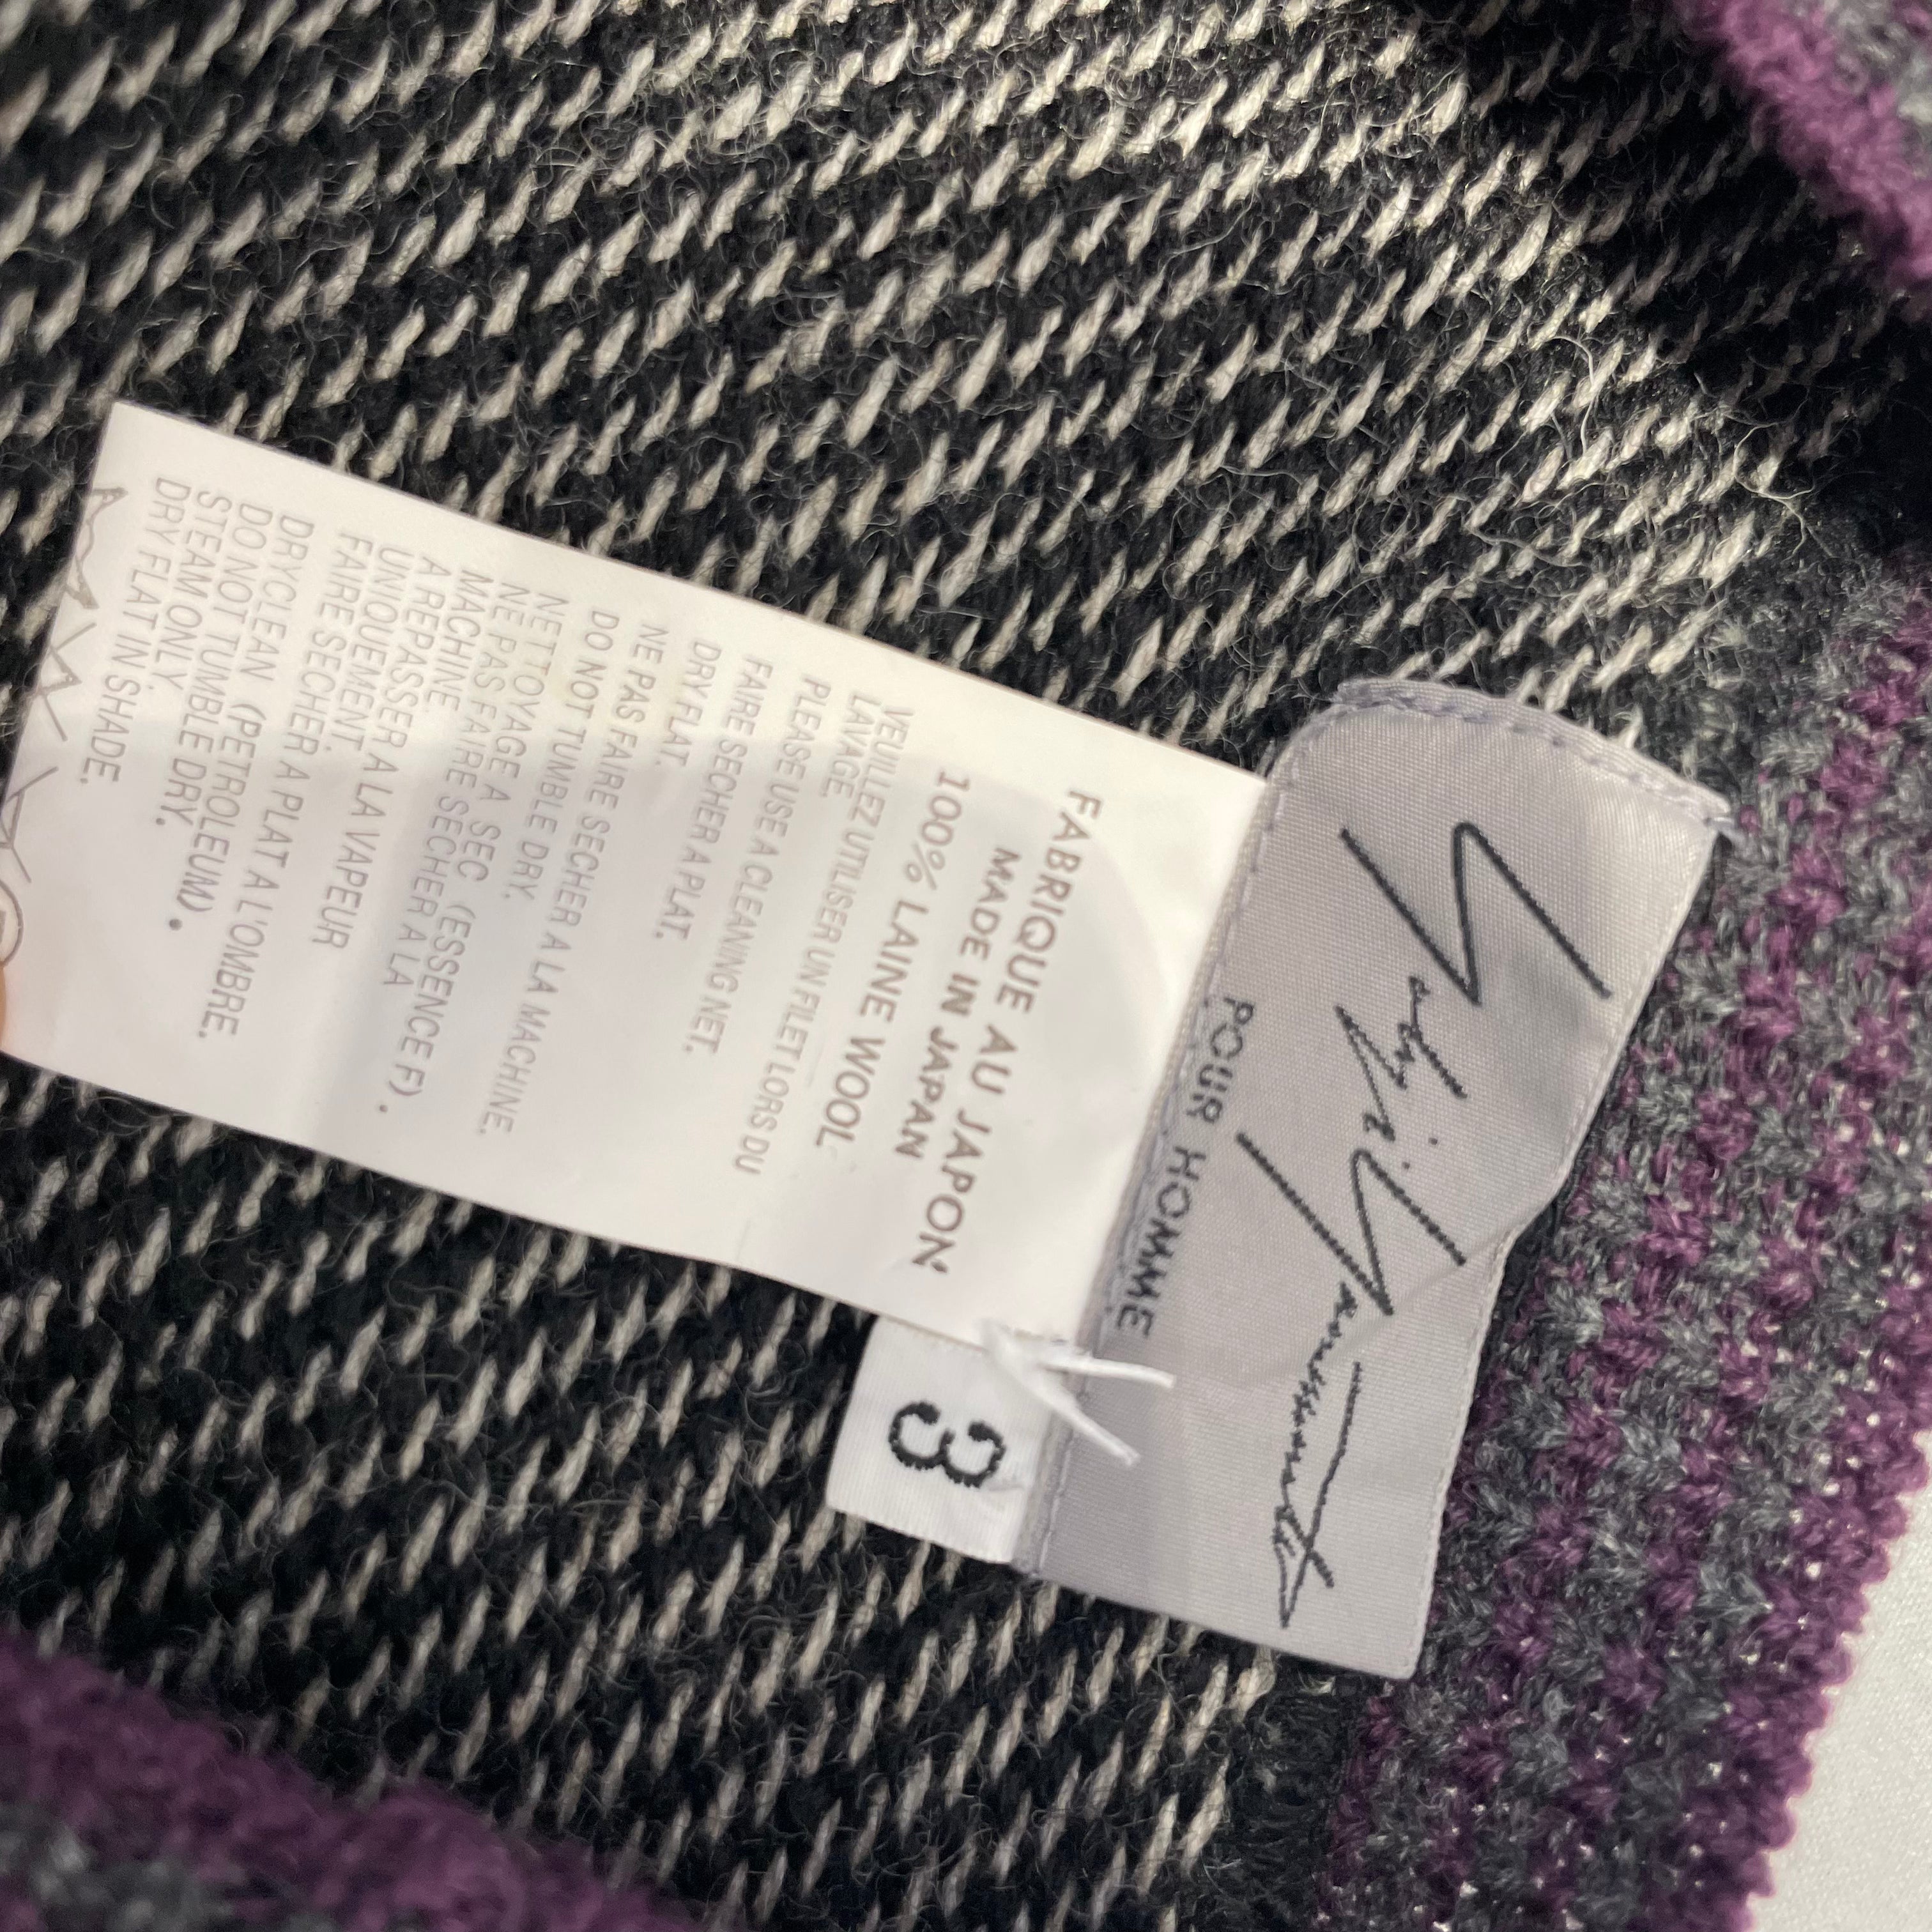 Yohji Yamamoto
POUR HOMME
3
FABRIQUE AU JAPON
MADE IN JAPAN
100% LAINE WOOL
VEUILLEZ UTILISER UN FILET LORS DU
LAVAGE.
PLEASE USE A CLEANING NET.
FAIRE SECHER A PLAT.
DRY FLAT.
NE PAS FAIRE SECHER A LA MACHINE.
DO NOT TUMBLE DRY.
NETTOYAGE A SEC (ESSENCE F).
NE PAS FAIRE SECHER A LA
MACHINE.
A REPASSER A LA VAPEUR
UNIQUEMENT.
FAIRE SECHER A PLAT A L'OMBRE.
DRYCLEAN (PETROLEUM).
DO NOT TUMBLE DRY.
STEAM ONLY
DRY FLAT IN SHADE.